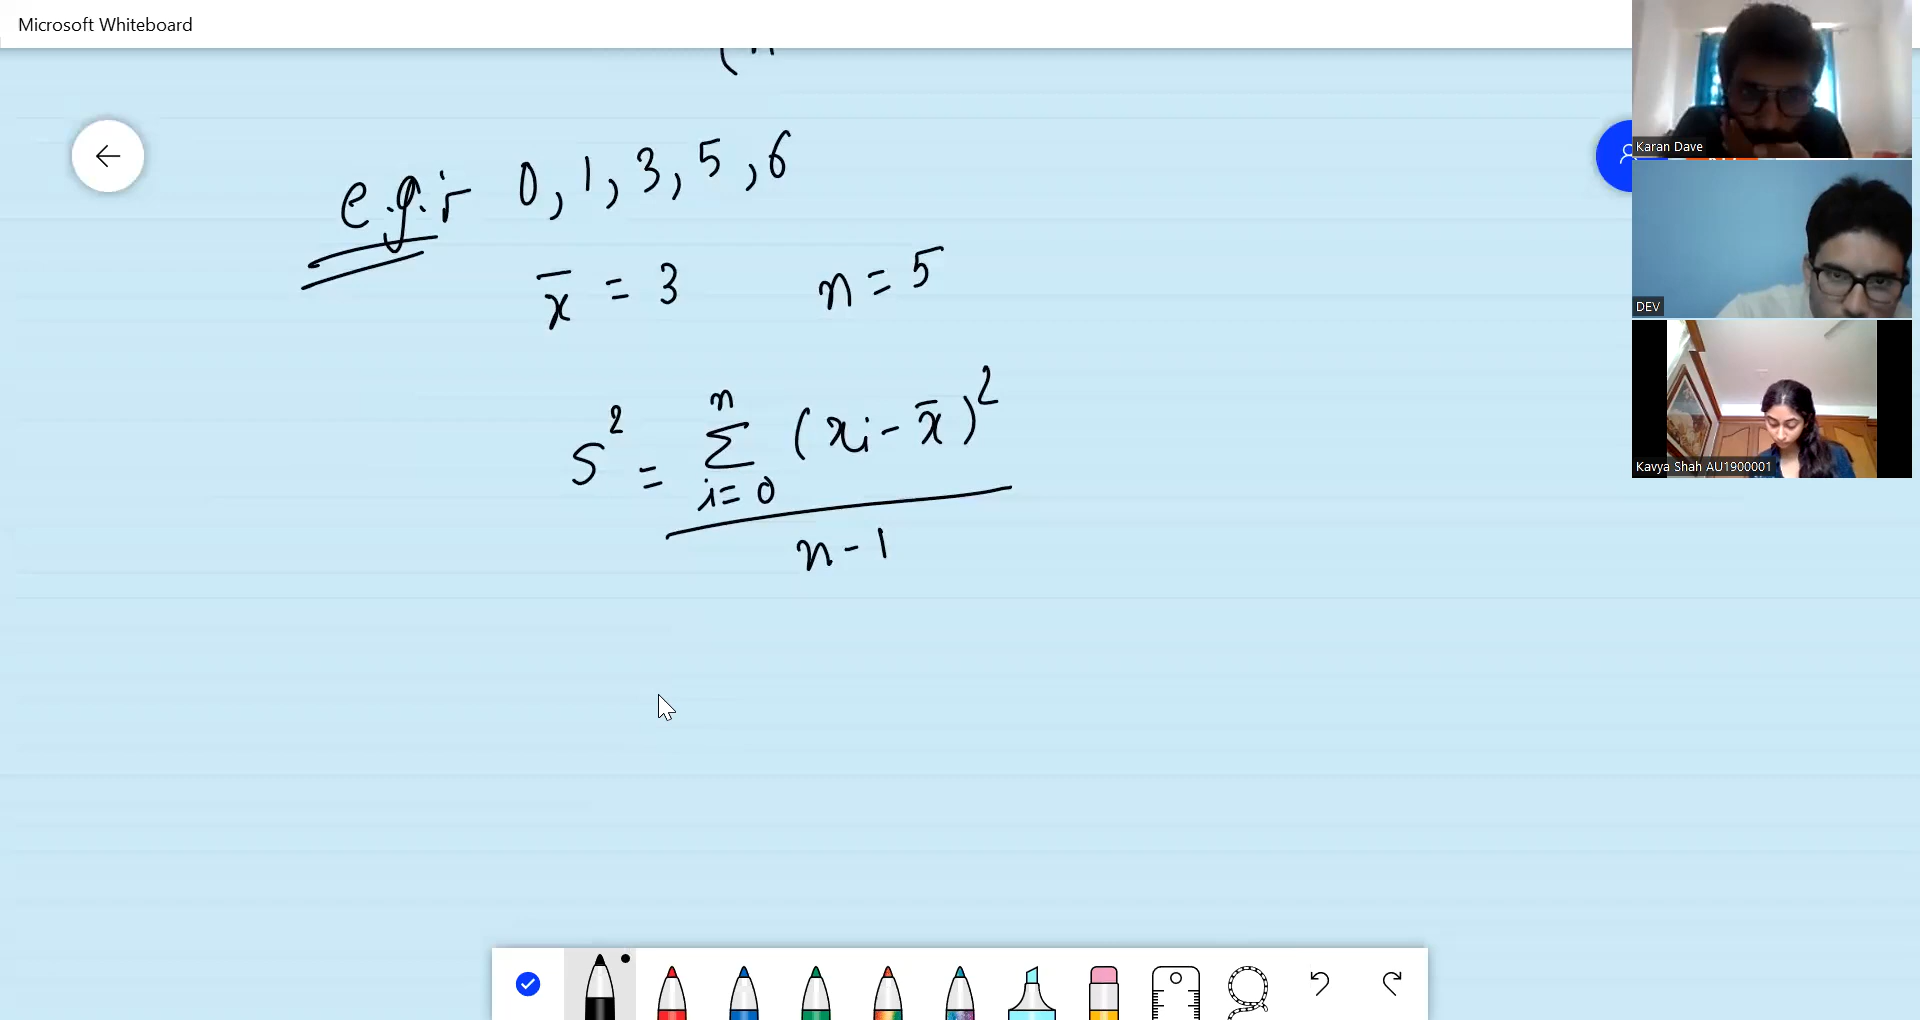 Microsoft Whiteboard
e.g:- 0, 1, 3, 5, 6
x̄ = 3 n = 5
S² = n Σ i=0 (xi - x̄)²
n - 1
Karan Dave
DEV
Kavya Shah AU1900001